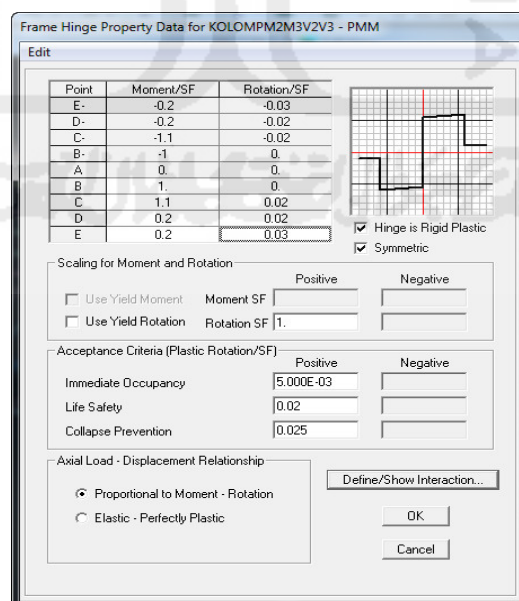 Frame Hinge Property Data for KOLOMPM2M3V2V3 - PMM
Edit
Point Moment/SF Rotation/SF
E- -0.2 -0.03
D- -0.2 -0.02
C- -1.1 -0.02
B- -1 0.
A 0. 0.
B 1. 0.
C 1.1 0.02
D 0.2 0.02
E 0.2 0.03
Hinge is Rigid Plastic
Symmetric
Scaling for Moment and Rotation
Positive Negative
Use Yield Moment Moment SF
Use Yield Rotation Rotation SF 1.
Acceptance Criteria (Plastic Rotation/SF)
Positive Negative
Immediate Occupancy 5.000E-03
Life Safety 0.02
Collapse Prevention 0.025
Axial Load - Displacement Relationship
Proportional to Moment - Rotation
Elastic - Perfectly Plastic
Define/Show Interaction...
OK
Cancel